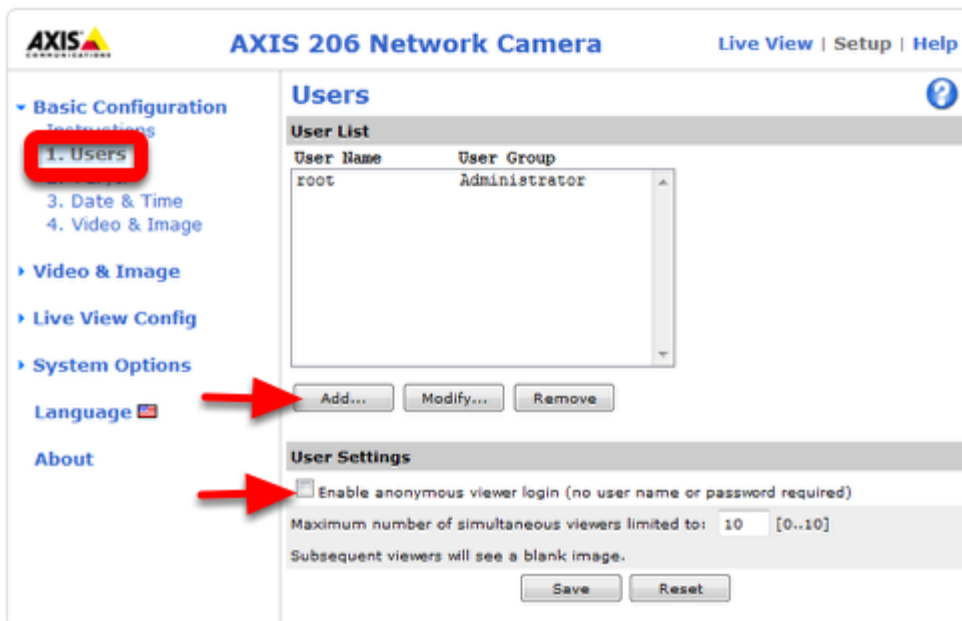 AXIS
COMMUNICATIONS
AXIS 206 Network Camera
Live View | Setup | Help
Basic Configuration
Instructions
1. Users
3. Date & Time
4. Video & Image
Video & Image
Live View Config
System Options
Language
About
Users
?
User List
User Name User Group
root Administrator
Add... Modify... Remove
User Settings
Enable anonymous viewer login (no user name or password required)
Maximum number of simultaneous viewers limited to: 10 [0..10]
Subsequent viewers will see a blank image.
Save Reset